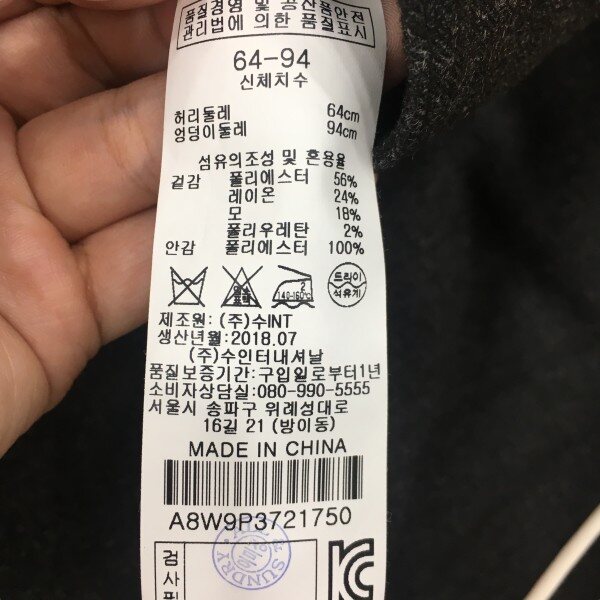 품질경영 및 공산품안전
관리법에 의한 품질표시
64-94
신체치수
허리둘레 64cm
엉덩이둘레 94cm
섬유의조성 및 혼용율
겉감 폴리에스터 56%
레이온 24%
모 18%
폴리우레탄 2%
안감 폴리에스터 100%
2
140-160℃
드라이
석유계
제조원: (주)수INT
생산년월:2018.07
(주)수인터내셔날
품질보증기간:구입일로부터1년
소비자상담실:080-990-5555
서울시 송파구 위례성대로
16길 21 (방이동)
MADE IN CHINA
A8W9P3721750
검사필
SUNDRY